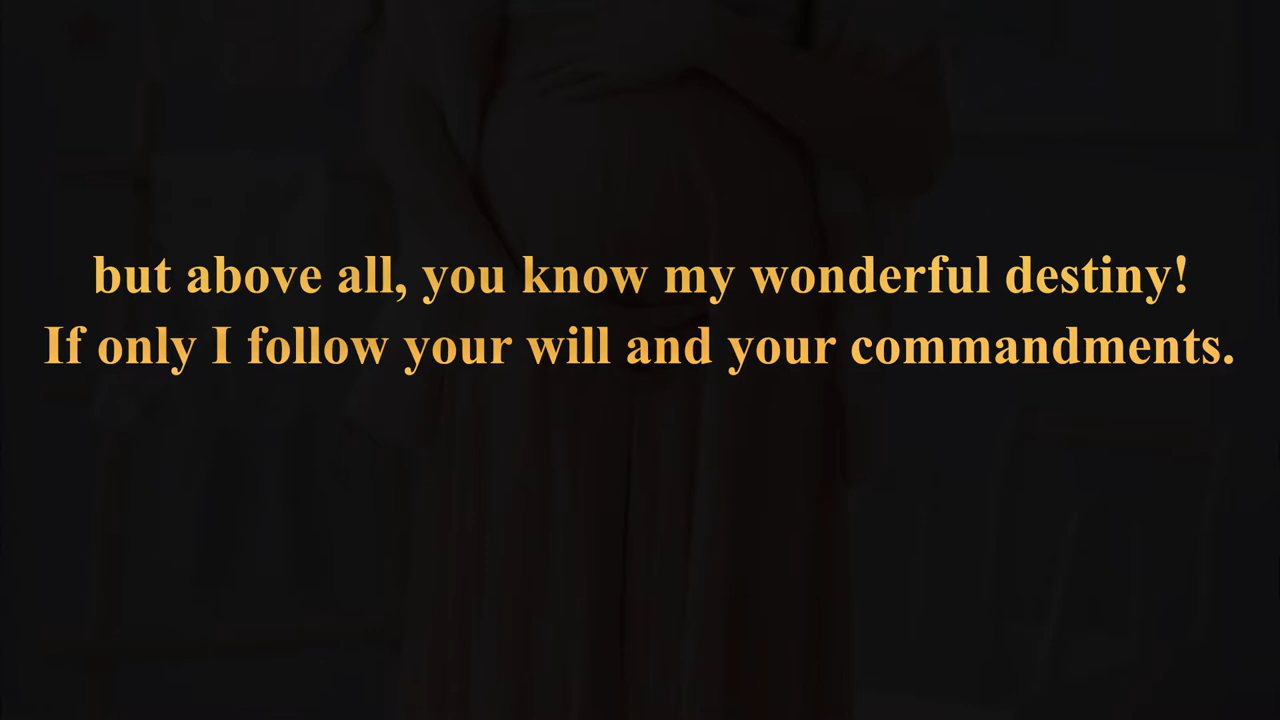 but above all, you know my wonderful destiny!
If only I follow your will and your commandments.